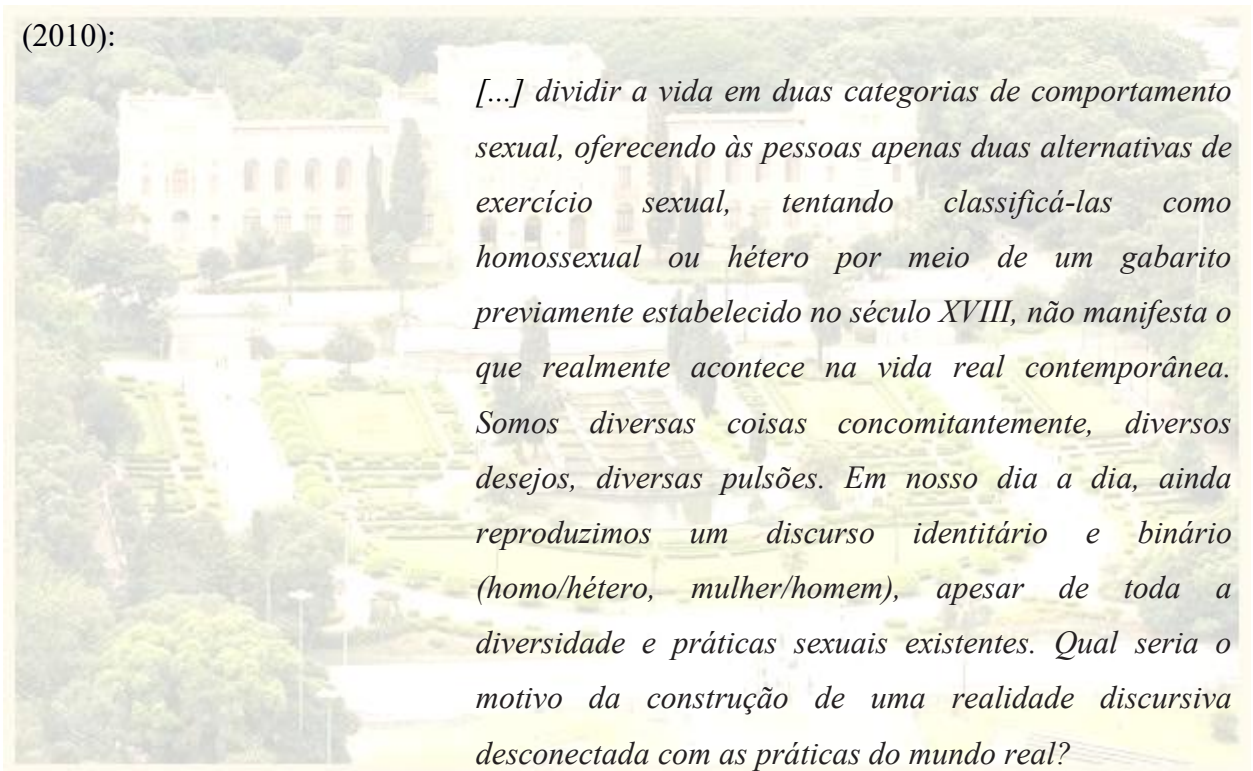 (2010):
[...] dividir a vida em duas categorias de comportamento
sexual, oferecendo às pessoas apenas duas alternativas de
exercício sexual, tentando classificá-las como
homossexual ou hétero por meio de um gabarito
previamente estabelecido no século XVIII, não manifesta o
que realmente acontece na vida real contemporânea.
Somos diversas coisas concomitantemente, diversos
desejos, diversas pulsões. Em nosso dia a dia, ainda
reproduzimos um discurso identitário e binário
(homo/hétero, mulher/homem), apesar de toda a
diversidade e práticas sexuais existentes. Qual seria o
motivo da construção de uma realidade discursiva
desconectada com as práticas do mundo real?